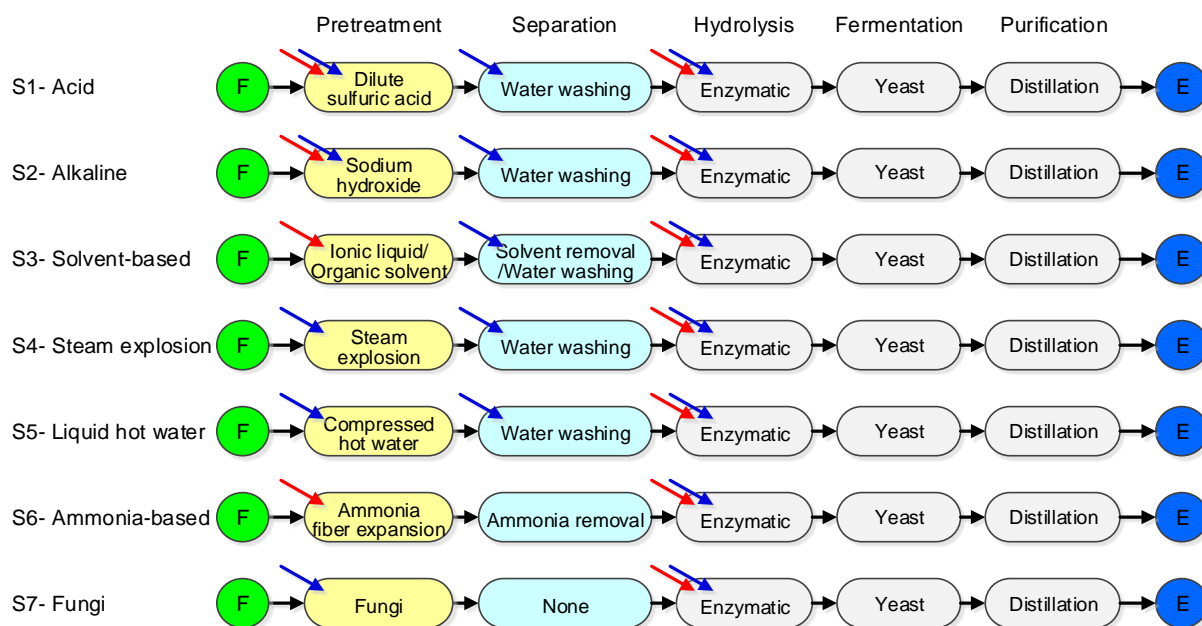 Pretreatment Separation Hydrolysis Fermentation Purification
S1- Acid F Dilute sulfuric acid Water washing Enzymatic Yeast Distillation E
S2- Alkaline F Sodium hydroxide Water washing Enzymatic Yeast Distillation E
S3- Solvent-based F Ionic liquid/ Organic solvent Solvent removal /Water washing Enzymatic Yeast Distillation E
S4- Steam explosion F Steam explosion Water washing Enzymatic Yeast Distillation E
S5- Liquid hot water F Compressed hot water Water washing Enzymatic Yeast Distillation E
S6- Ammonia-based F Ammonia fiber expansion Ammonia removal Enzymatic Yeast Distillation E
S7- Fungi F Fungi None Enzymatic Yeast Distillation E